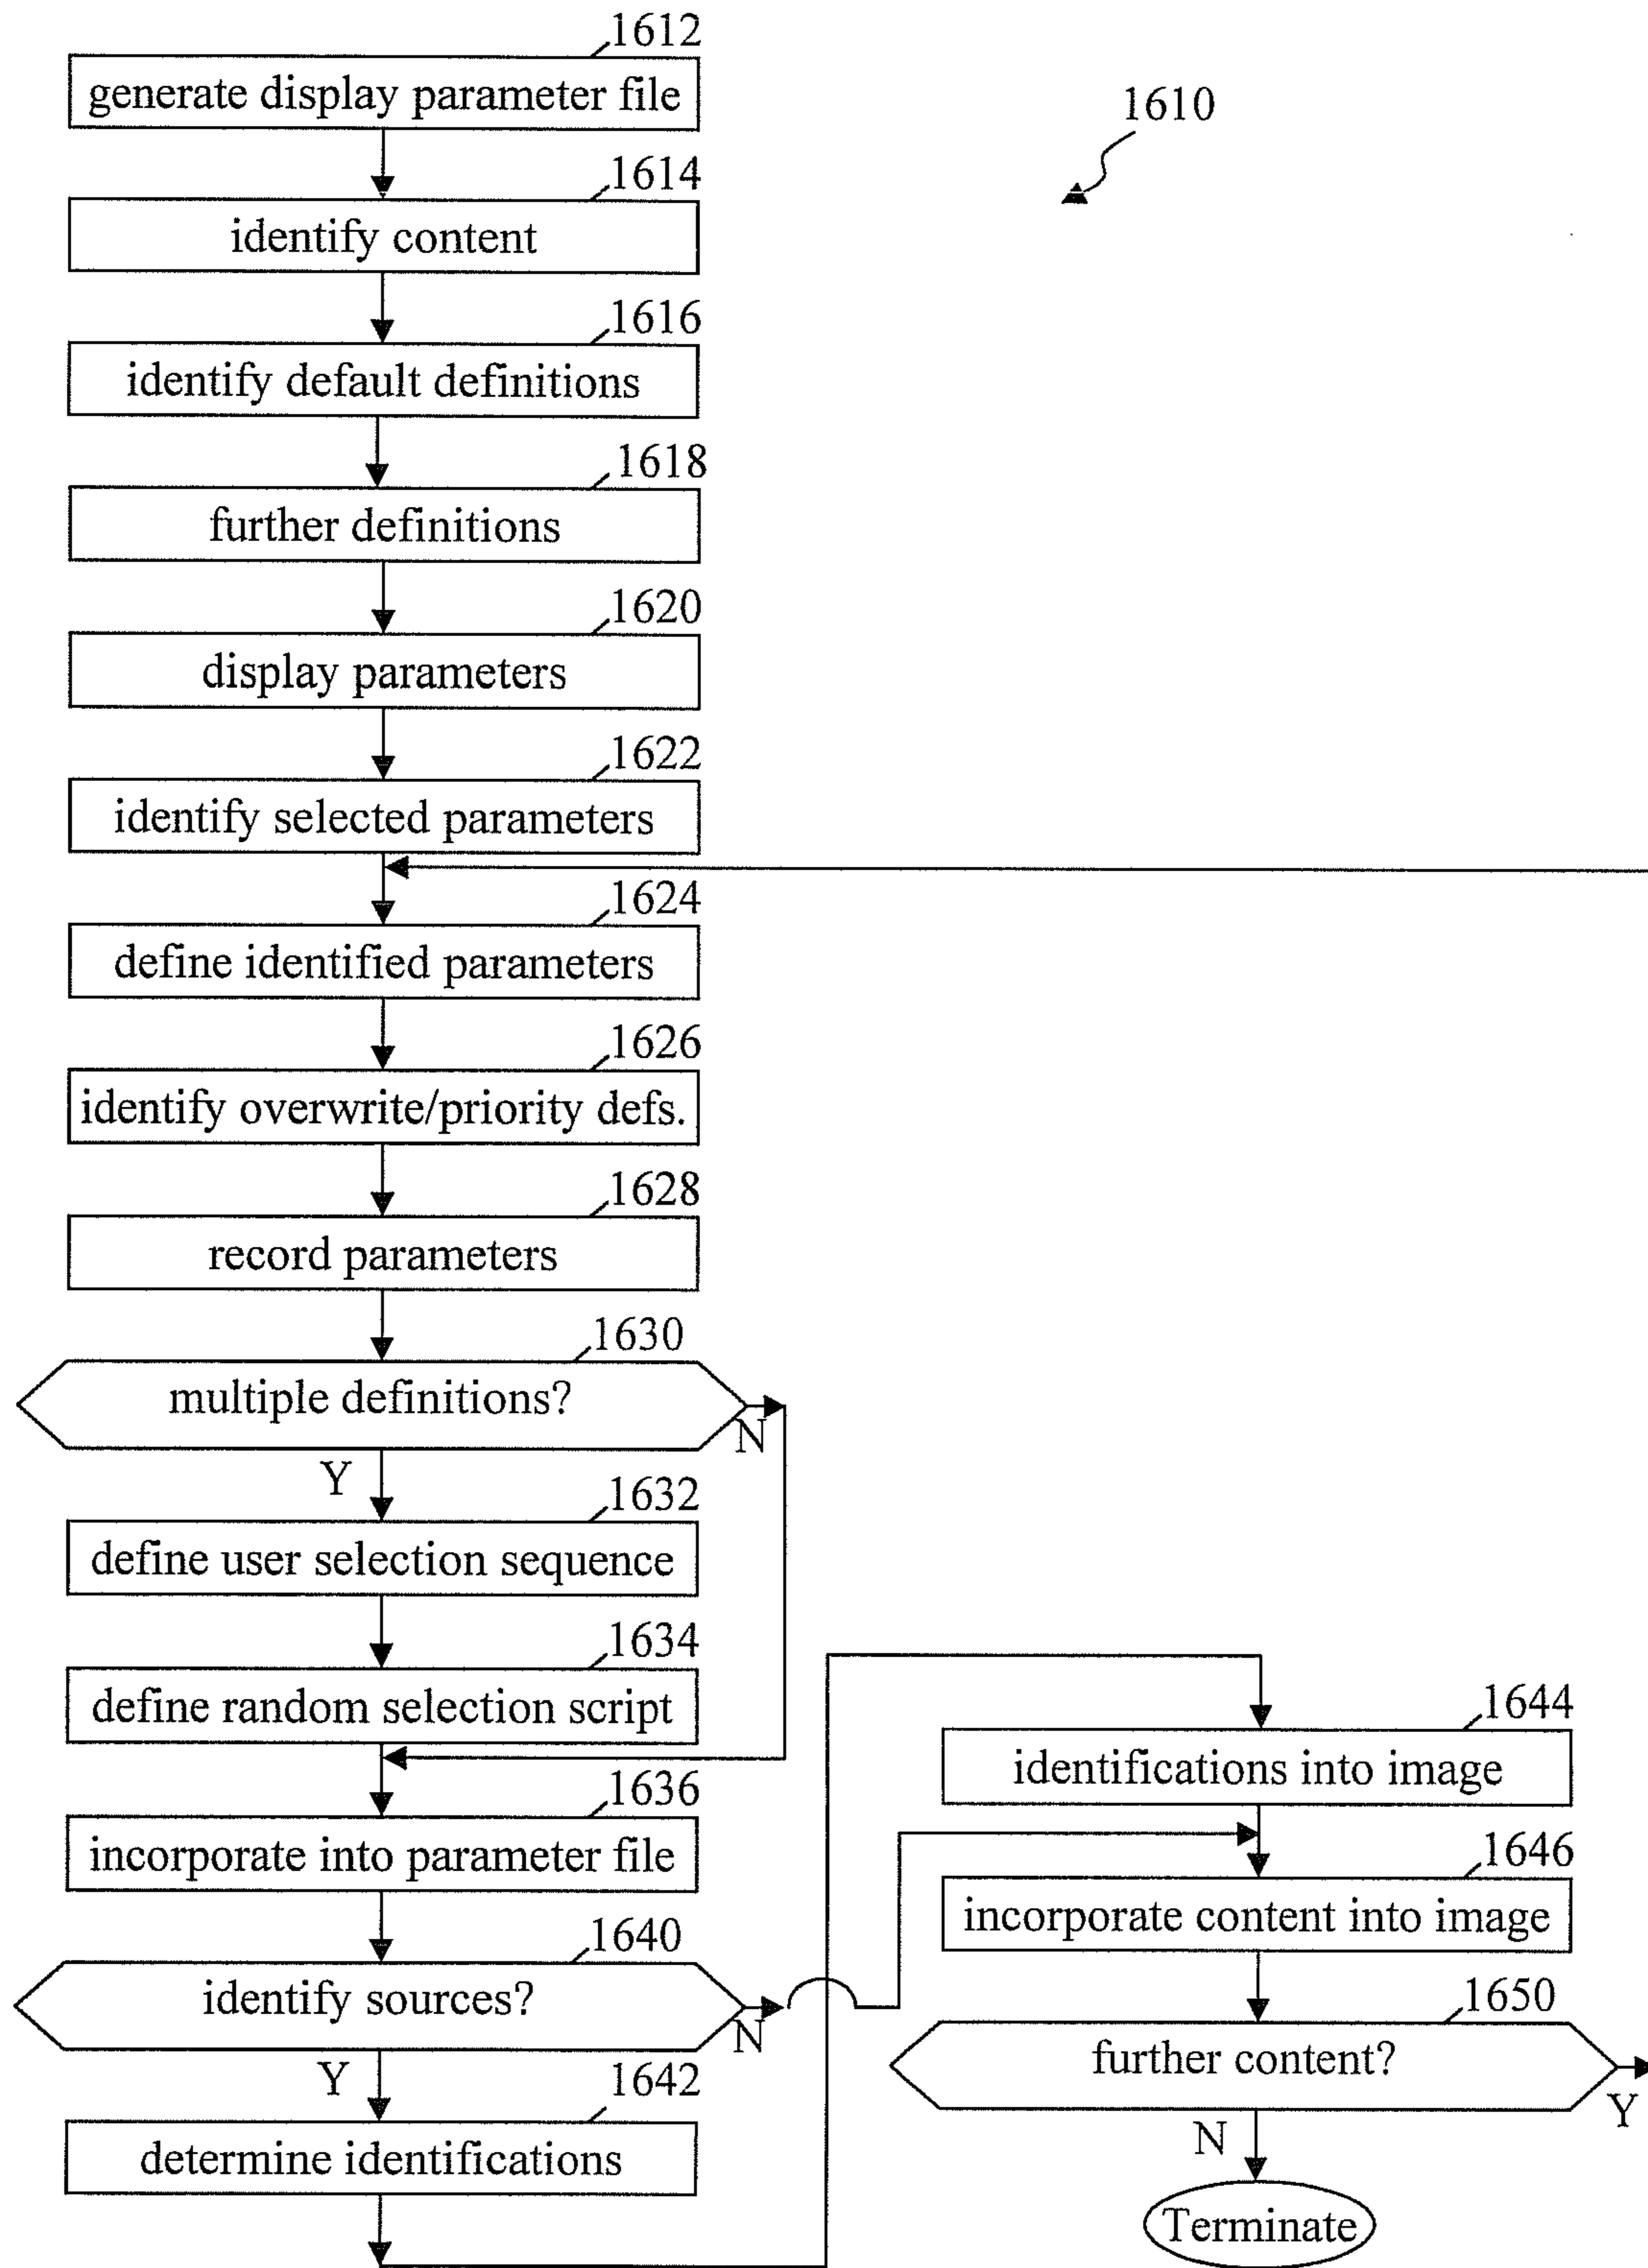 1612
generate display parameter file
1610
1614
identify content
1616
identify default definitions
1618
further definitions
1620
display parameters
1622
identify selected parameters
1624
define identified parameters
1626
identify overwrite/priority defs.
1628
record parameters
1630
multiple definitions?
N
Y
1632
define user selection sequence
1634
define random selection script
1636
incorporate into parameter file
1640
identify sources?
N
Y
1642
determine identifications
1644
identifications into image
1646
incorporate content into image
1650
further content?
Y
N
Terminate